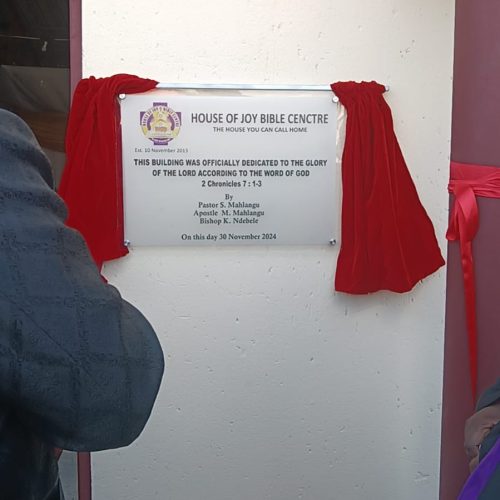 HOUSE OF JOY BIBLE CENCTRE
THE HOUSE YOU CAN CALL HOME
Est. 10 November 2013
THIS BUILDING WAS OFFICIALLY DEDICATED TO THE GLORY
OF THE LORD ACCORDING TO THE WORD OF GOD
2 Chronicles 7 : 1-3
By
Pastor S. Mahlangu
Apostle M. Mahlangu
Bishop K. Ndebele
On this day 30 November 2024